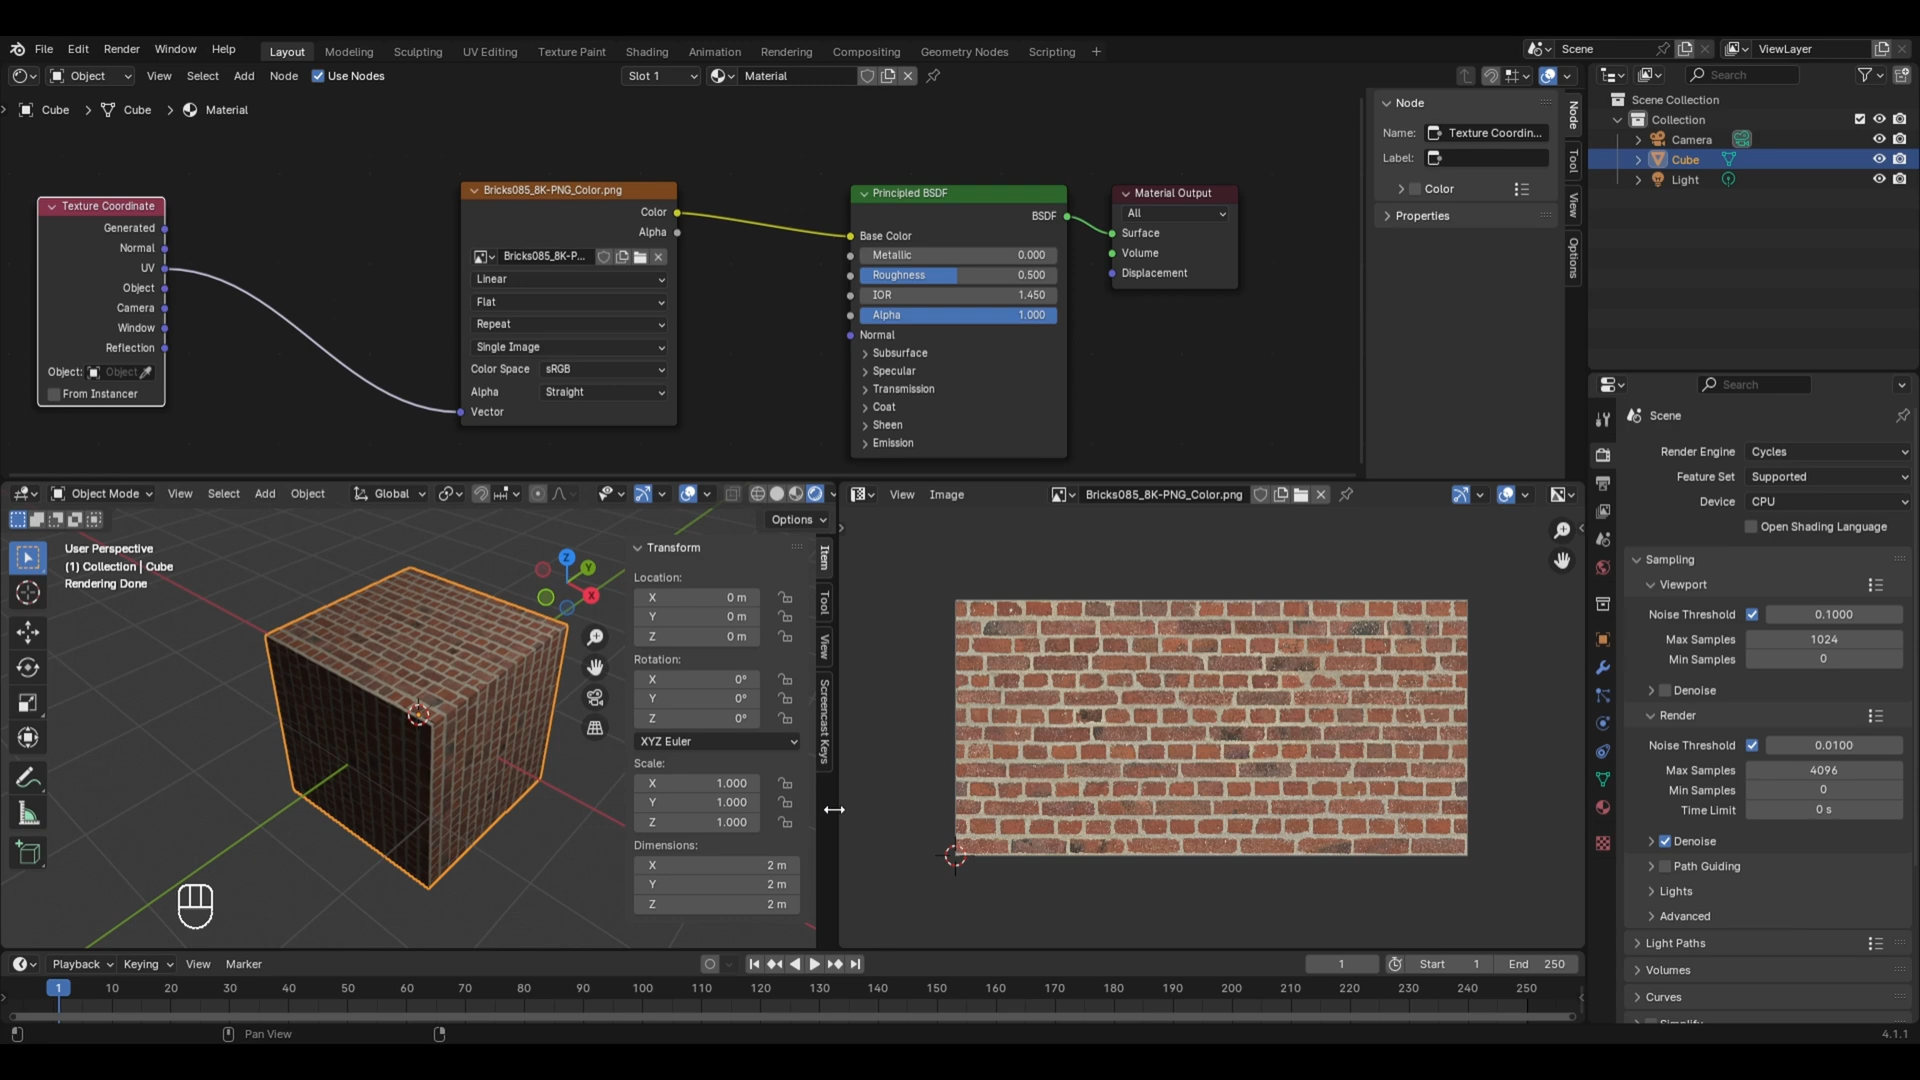 File Edit Render Window Help Layout Modeling Sculpting UV Editing Texture Paint Shading Animation Rendering Compositing Geometry Nodes Scripting + Scene ViewLayer
Object View Select Add Node Use Nodes Slot 1 Material Search
Cube Cube Material
Scene Collection
Collection
Camera
Cube
Light
Node
Name: Texture Coordin...
Label:
Color
Properties
Node
Tool
View
Options
Texture Coordinate
Generated
Normal
UV
Object
Camera
Window
Reflection
Object: Object
From Instancer
Bricks085_8K-PNG_Color.png
Color
Alpha
Bricks085_8K-P...
Linear
Flat
Repeat
Single Image
Color Space sRGB
Alpha Straight
Vector
Principled BSDF
BSDF
Base Color
Metallic 0.000
Roughness 0.500
IOR 1.450
Alpha 1.000
Normal
Subsurface
Specular
Transmission
Coat
Sheen
Emission
Material Output
All
Surface
Volume
Displacement
Object Mode View Select Add Object Global
Options
User Perspective
(1) Collection | Cube
Rendering Done
Z
Y
X
Transform
Location:
X 0 m
Y 0 m
Z 0 m
Rotation:
X 0°
Y 0°
Z 0°
XYZ Euler
Scale:
X 1.000
Y 1.000
Z 1.000
Dimensions:
X 2 m
Y 2 m
Z 2 m
Item
Tool
View
Screencast Keys
View Image Bricks085_8K-PNG_Color.png
Search
Scene
Render Engine Cycles
Feature Set Supported
Device CPU
Open Shading Language
Sampling
Viewport
Noise Threshold 0.1000
Max Samples 1024
Min Samples 0
Denoise
Render
Noise Threshold 0.0100
Max Samples 4096
Min Samples 0
Time Limit 0 s
Denoise
Path Guiding
Lights
Advanced
Light Paths
Volumes
Curves
Playback Keying View Marker 1 Start 1 End 250
1 10 20 30 40 50 60 70 80 90 100 110 120 130 140 150 160 170 180 190 200 210 220 230 240 250
Pan View 4.1.1